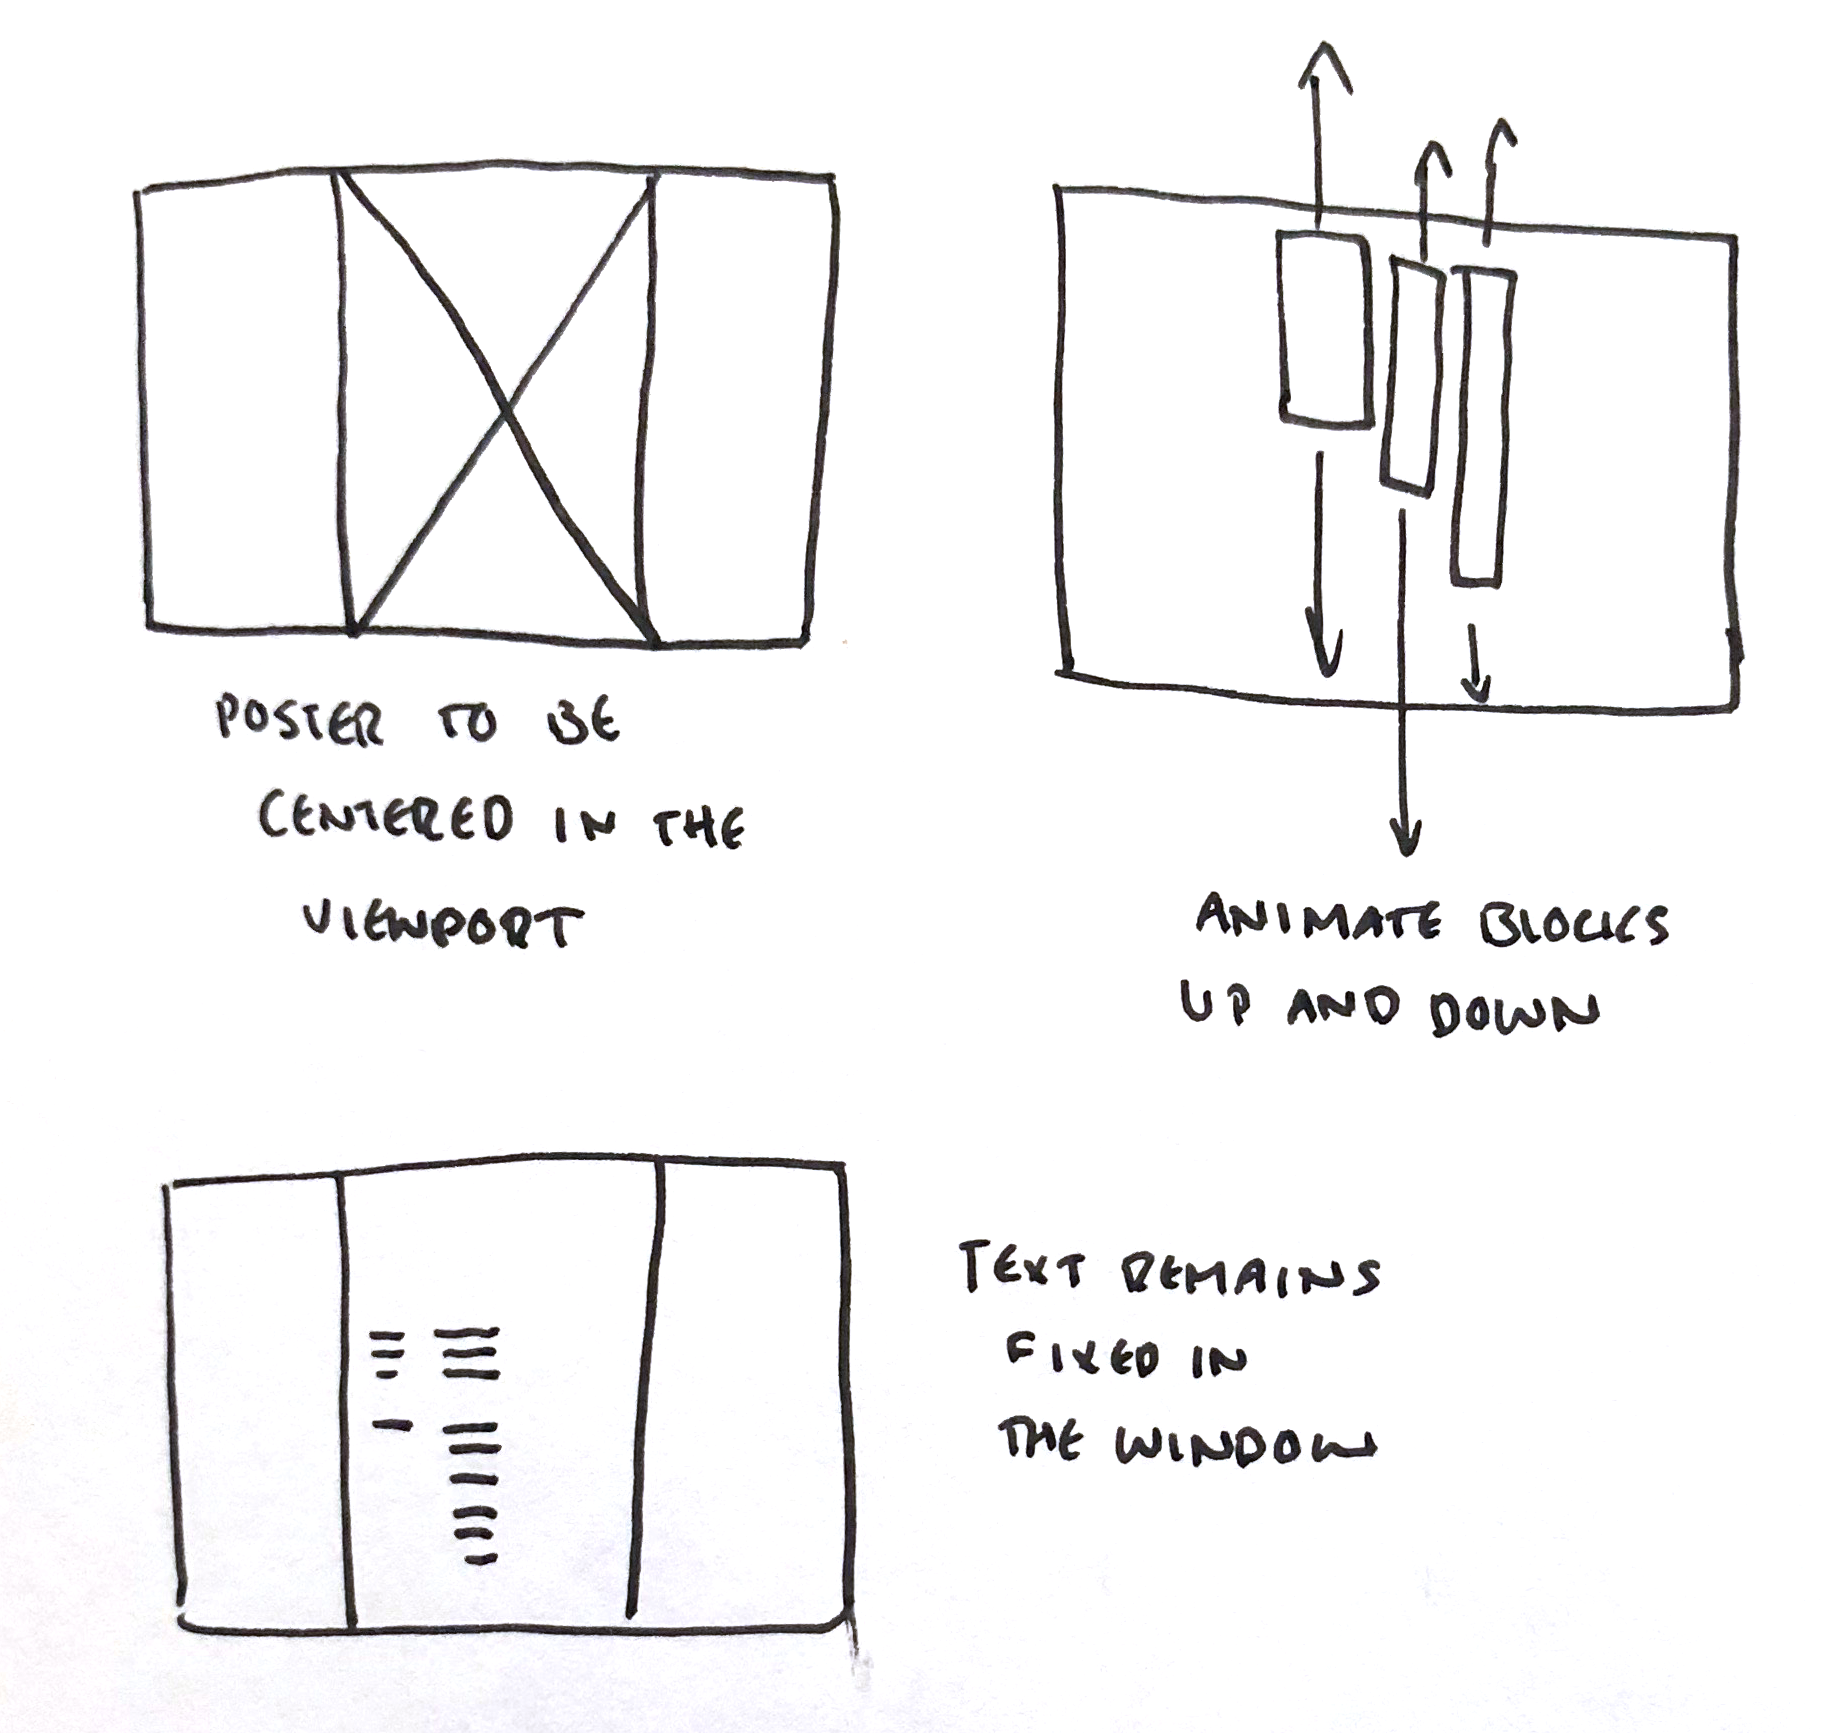 POSTER TO BE
CENTERED IN THE
VIEWPORT
ANIMATE BLOCKS
UP AND DOWN
TEXT REMAINS
FIXED IN
THE WINDOW